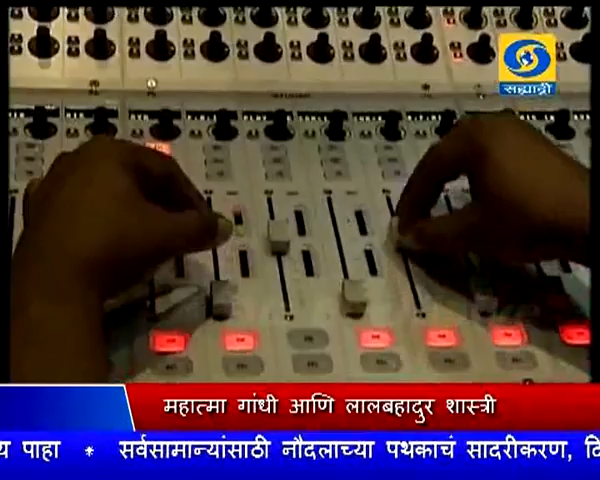 सह्याद्री
महात्मा गांधी आणि लालबहादुर शास्त्री
य पाहा * सर्वसामान्यांसाठी नौदलाच्या पथकाचं सादरीकरण, दि